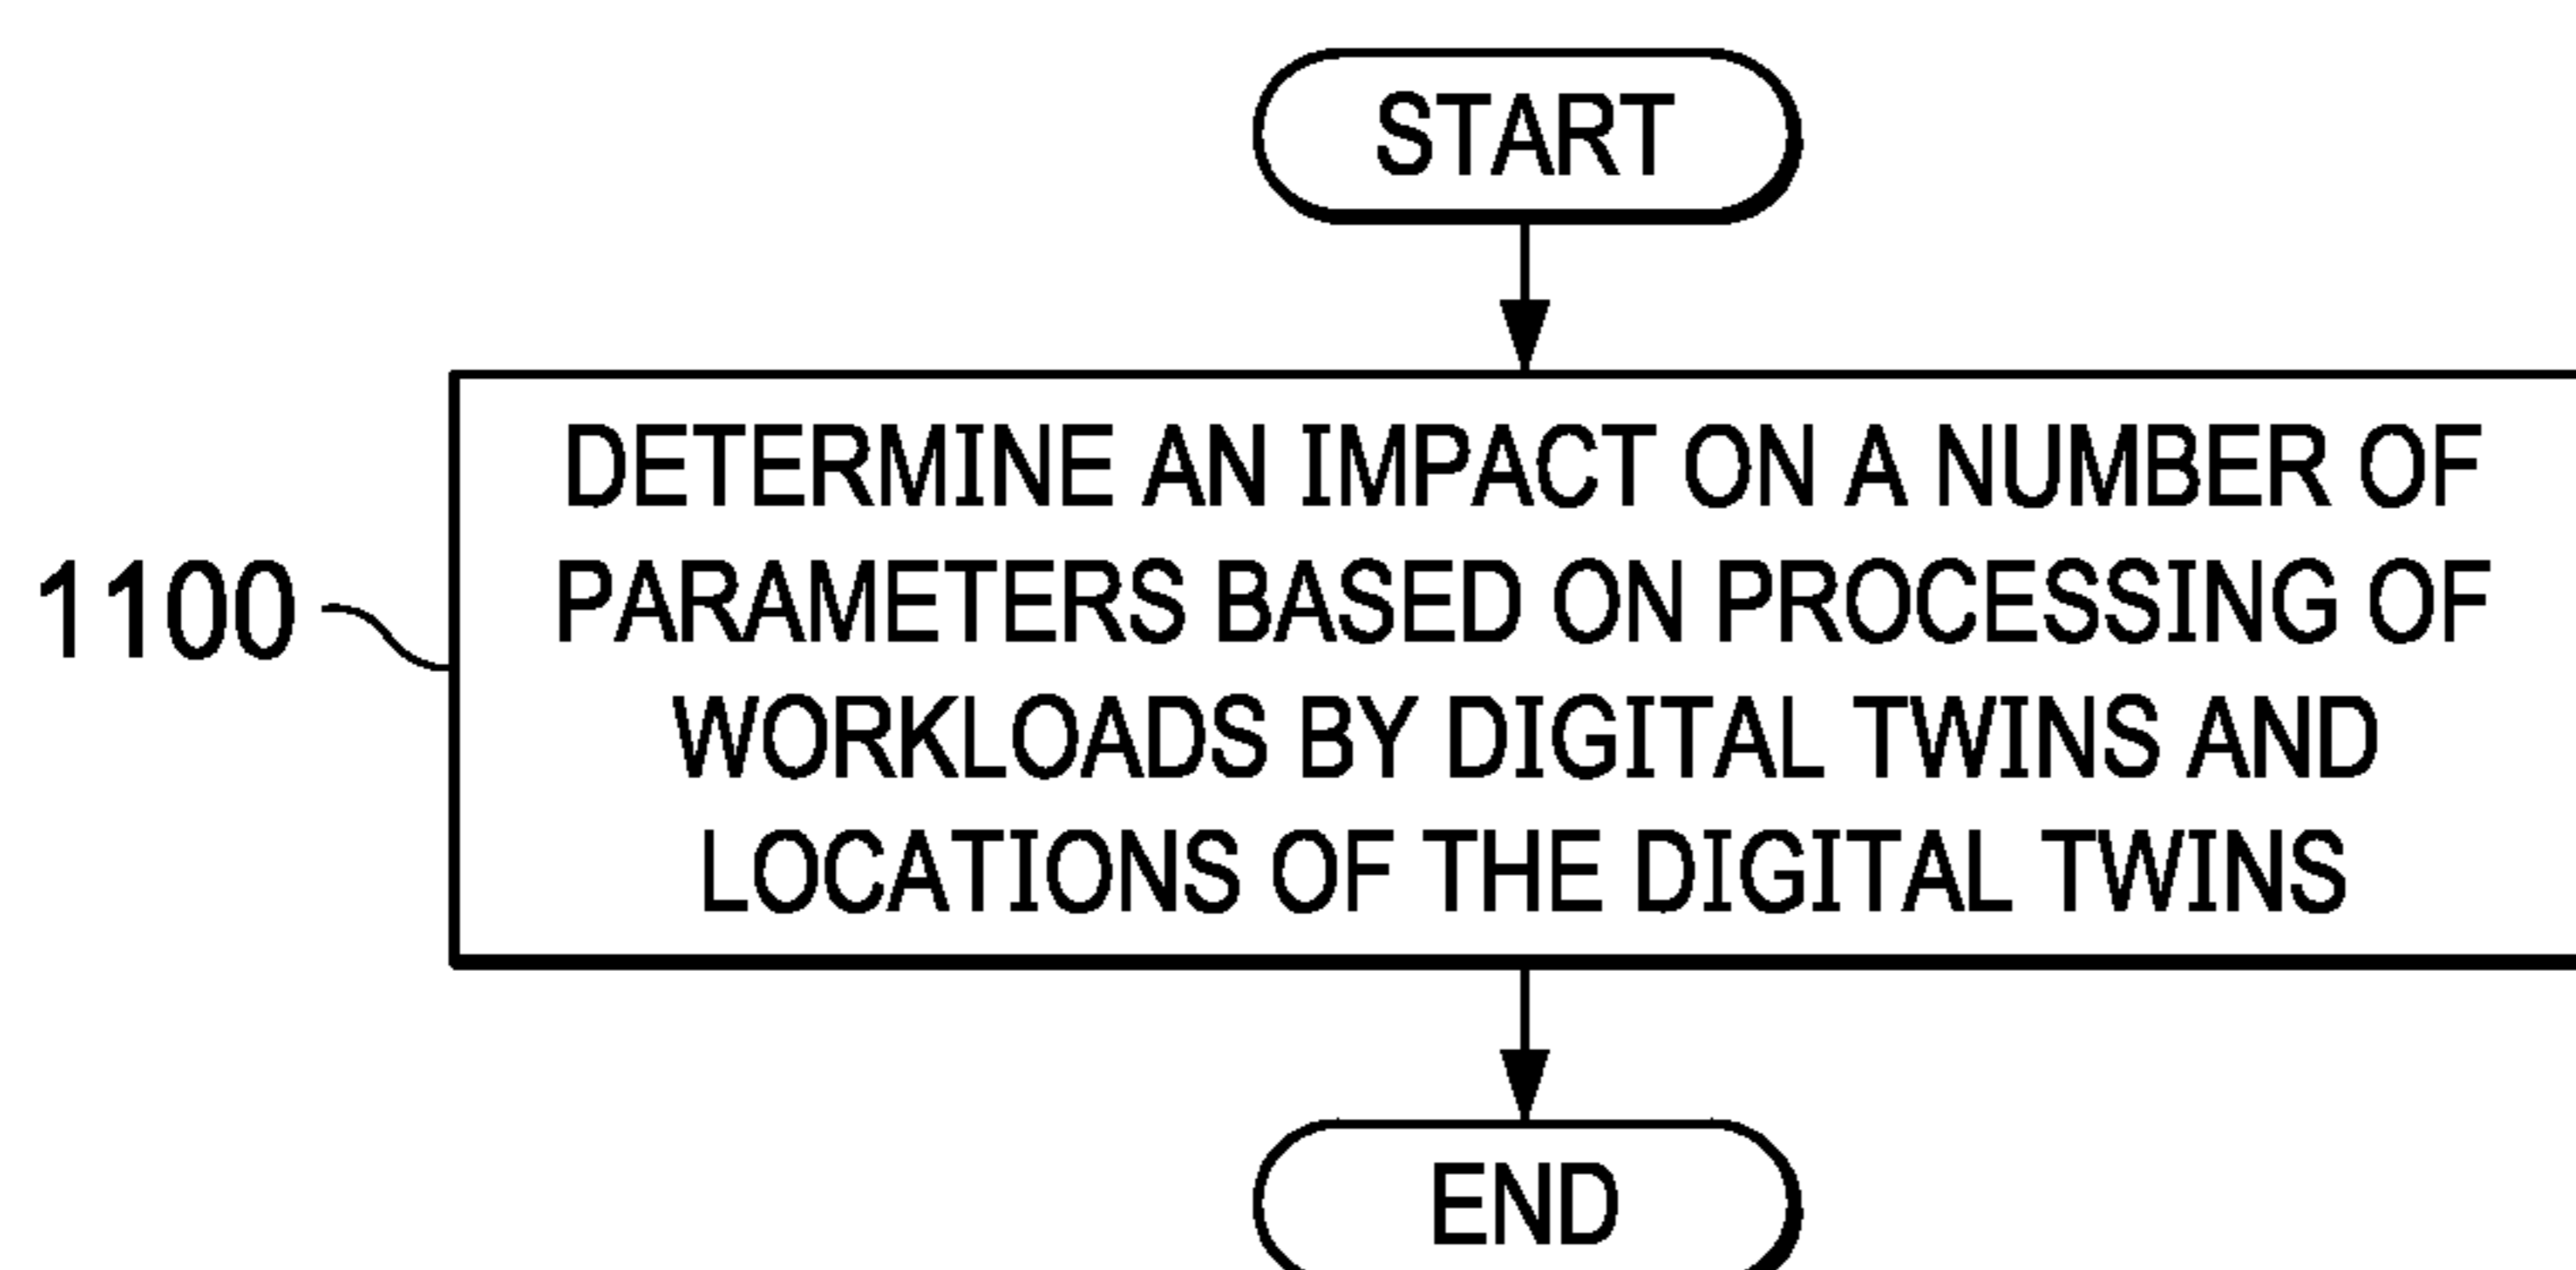 START
DETERMINE AN IMPACT ON A NUMBER OF
PARAMETERS BASED ON PROCESSING OF
1100
WORKLOADS BY DIGITAL TWINS AND
LOCATIONS OF THE DIGITAL TWINS
END